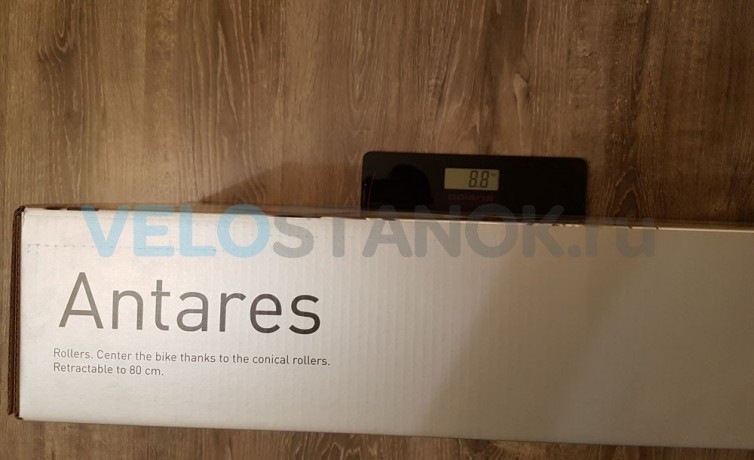 8.8
VELOSTANOK.ru
Antares
Rollers. Center the bike thanks to the conical rollers.
Retractable to 80 cm.